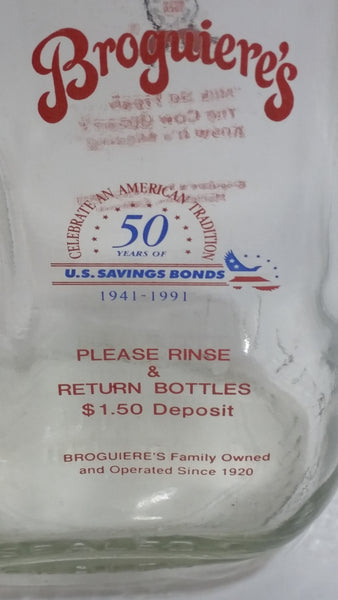 Broguiere's
CELEBRATE AN AMERICAN TRADITION
50
YEARS OF
U.S. SAVINGS BONDS
1941-1991
PLEASE RINSE
&
RETURN BOTTLES
$1.50 Deposit
BROGUIERE'S Family Owned
and Operated Since 1920